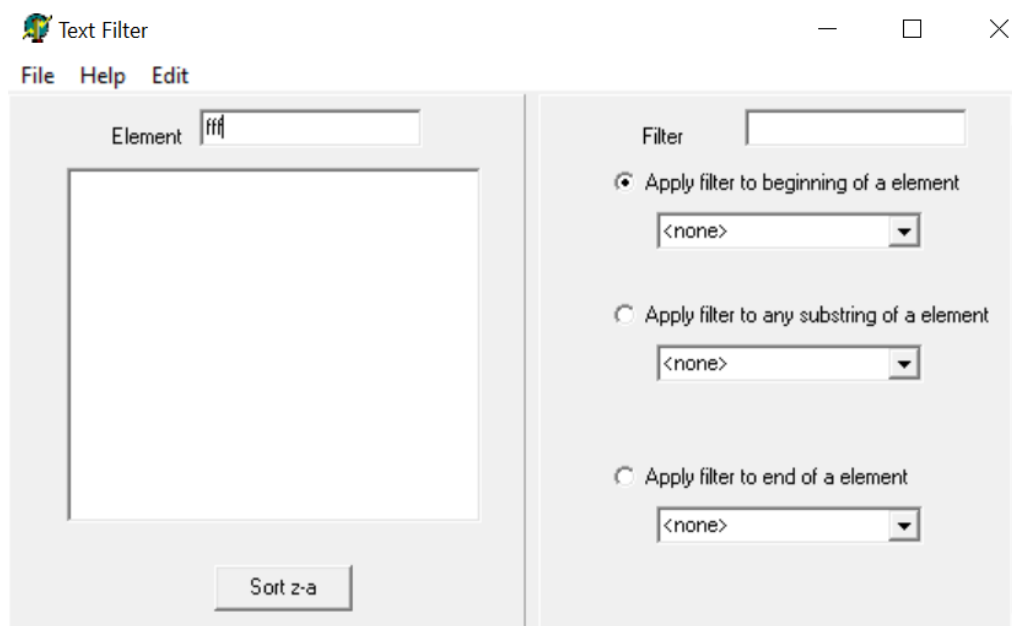 Text Filter
File Help Edit
Element fff
Filter
Apply filter to beginning of a element
<none>
Apply filter to any substring of a element
<none>
Apply filter to end of a element
<none>
Sort z-a